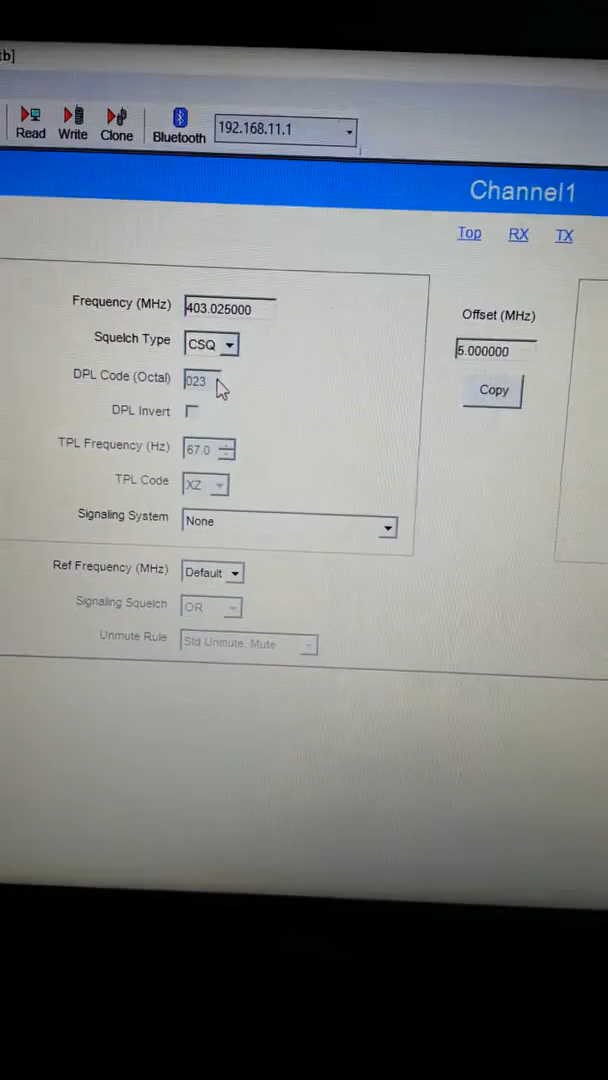 tb]
Read Write Clone Bluetooth 192.168.11.1
Channel1
Top RX TX
Frequency (MHz) 403.025000
Offset (MHz)
Squelch Type CSQ
5.000000
DPL Code (Octal) 023
Copy
DPL Invert
TPL Frequency (Hz) 67.0
TPL Code XZ
Signaling System None
Ref Frequency (MHz) Default
Signaling Squelch OR
Unmute Rule Std Unmute, Mute